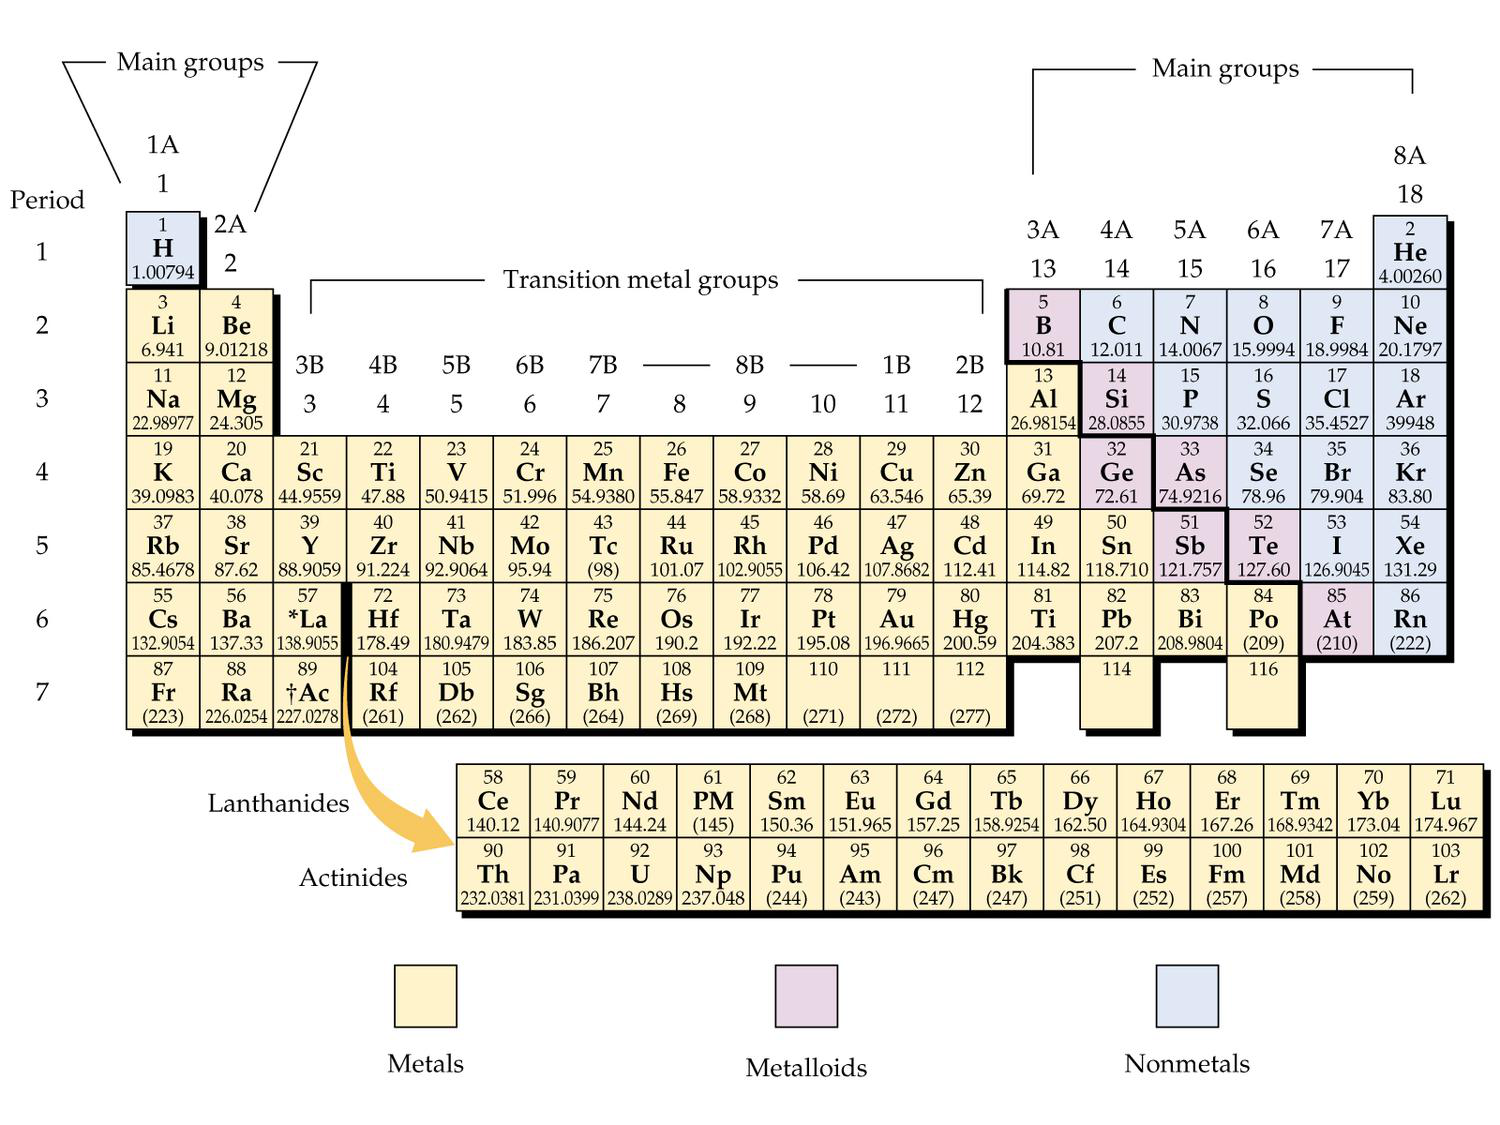 Main groups
Main groups
1A
8A
1
18
Period
2A
3A 4A 5A 6A 7A
2
13 14 15 16 17
Transition metal groups
1
1 2
H He
1.00794 4.00260
2
3 4 5 6 7 8 9 10
Li Be B C N O F Ne
6.941 9.01218 10.81 12.011 14.0067 15.9994 18.9984 20.1797
3B 4B 5B 6B 7B 8B 1B 2B
3 4 5 6 7 8 9 10 11 12
3
11 12 13 14 15 16 17 18
Na Mg Al Si P S Cl Ar
22.98977 24.305 26.98154 28.0855 30.9738 32.066 35.4527 39948
4
19 20 21 22 23 24 25 26 27 28 29 30 31 32 33 34 35 36
K Ca Sc Ti V Cr Mn Fe Co Ni Cu Zn Ga Ge As Se Br Kr
39.0983 40.078 44.9559 47.88 50.9415 51.996 54.9380 55.847 58.9332 58.69 63.546 65.39 69.72 72.61 74.9216 78.96 79.904 83.80
5
37 38 39 40 41 42 43 44 45 46 47 48 49 50 51 52 53 54
Rb Sr Y Zr Nb Mo Tc Ru Rh Pd Ag Cd In Sn Sb Te I Xe
85.4678 87.62 88.9059 91.224 92.9064 95.94 (98) 101.07 102.9055 106.42 107.8682 112.41 114.82 118.710 121.757 127.60 126.9045 131.29
6
55 56 57 72 73 74 75 76 77 78 79 80 81 82 83 84 85 86
Cs Ba *La Hf Ta W Re Os Ir Pt Au Hg Ti Pb Bi Po At Rn
132.9054 137.33 138.9055 178.49 180.9479 183.85 186.207 190.2 192.22 195.08 196.9665 200.59 204.383 207.2 208.9804 (209) (210) (222)
7
87 88 89 104 105 106 107 108 109 110 111 112 114 116
Fr Ra †Ac Rf Db Sg Bh Hs Mt
(223) 226.0254 227.0278 (261) (262) (266) (264) (269) (268) (271) (272) (277)
Lanthanides
58 59 60 61 62 63 64 65 66 67 68 69 70 71
Ce Pr Nd PM Sm Eu Gd Tb Dy Ho Er Tm Yb Lu
140.12 140.9077 144.24 (145) 150.36 151.965 157.25 158.9254 162.50 164.9304 167.26 168.9342 173.04 174.967
Actinides
90 91 92 93 94 95 96 97 98 99 100 101 102 103
Th Pa U Np Pu Am Cm Bk Cf Es Fm Md No Lr
232.0381 231.0399 238.0289 237.048 (244) (243) (247) (247) (251) (252) (257) (258) (259) (262)
Metals
Metalloids
Nonmetals